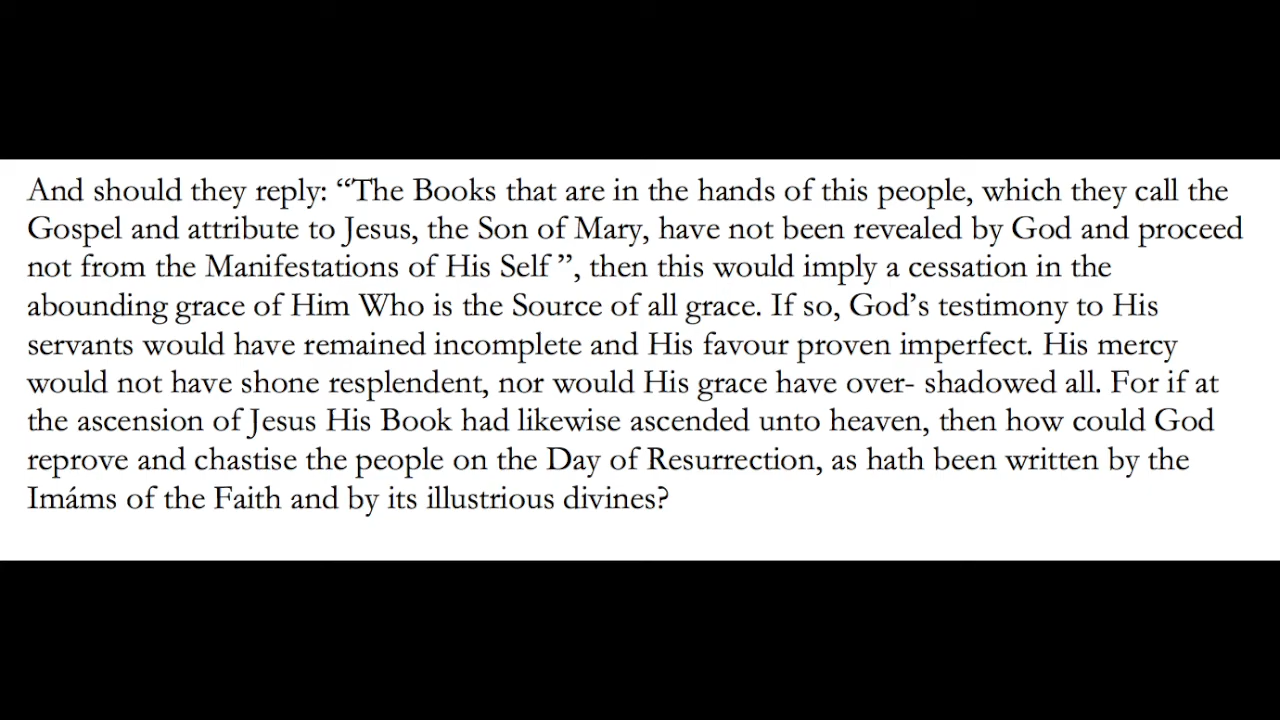 And should they reply: “The Books that are in the hands of this people, which they call the
Gospel and attribute to Jesus, the Son of Mary, have not been revealed by God and proceed
not from the Manifestations of His Self ”, then this would imply a cessation in the
abounding grace of Him Who is the Source of all grace. If so, God’s testimony to His
servants would have remained incomplete and His favour proven imperfect. His mercy
would not have shone resplendent, nor would His grace have over- shadowed all. For if at
the ascension of Jesus His Book had likewise ascended unto heaven, then how could God
reprove and chastise the people on the Day of Resurrection, as hath been written by the
Imáms of the Faith and by its illustrious divines?